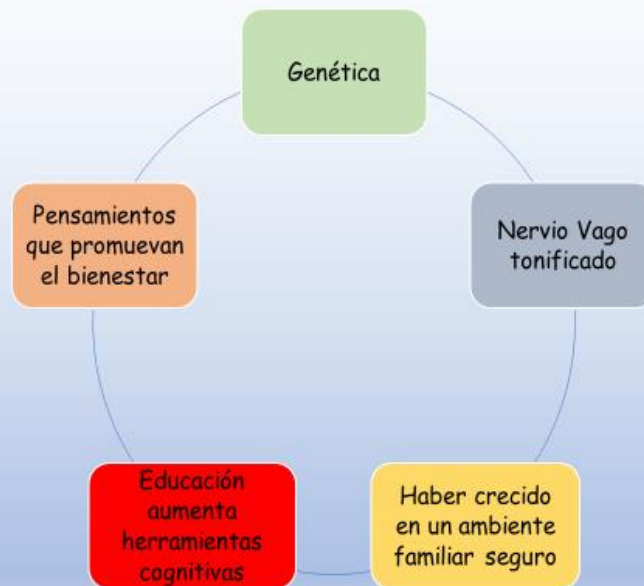 Genética
Nervio Vago
tonificado
Haber crecido
en un ambiente
familiar seguro
Educación
aumenta
herramientas
cognitivas
Pensamientos
que promuevan
el bienestar